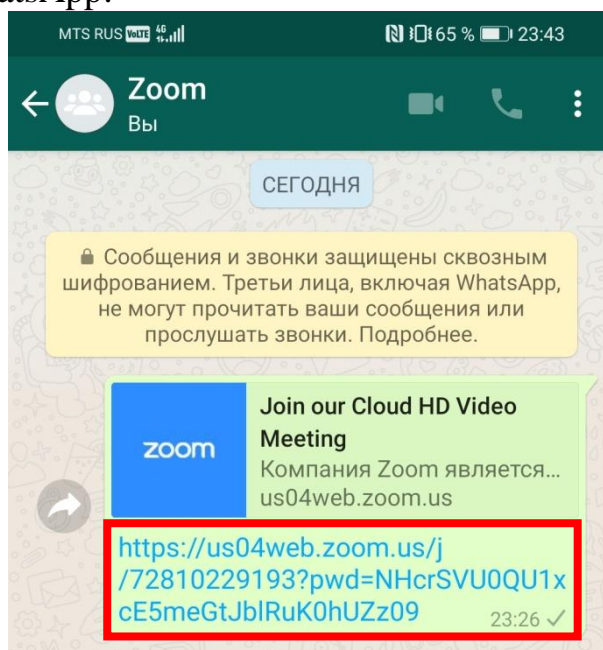 MTS RUS VoLTE 4G 65 % 23:43
Zoom
Вы
СЕГОДНЯ
Сообщения и звонки защищены сквозным
шифрованием. Третьи лица, включая WhatsApp,
не могут прочитать ваши сообщения или
прослушать звонки. Подробнее.
zoom
Join our Cloud HD Video
Meeting
Компания Zoom является...
us04web.zoom.us
https://us04web.zoom.us/j
/72810229193?pwd=NHcrSVU0QU1x
cE5meGtJblRuK0hUZz09
23:26